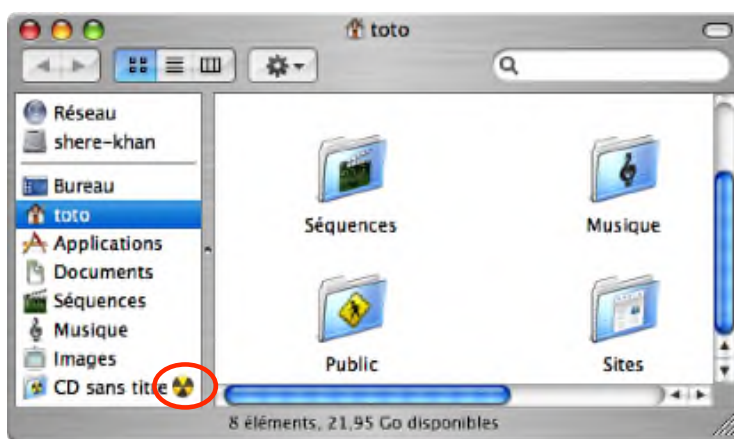 toto
Réseau
shere-khan
Bureau
toto
Applications
Documents
Séquences
Musique
Images
CD sans titre
Séquences
Musique
Public
Sites
8 éléments, 21,95 Go disponibles